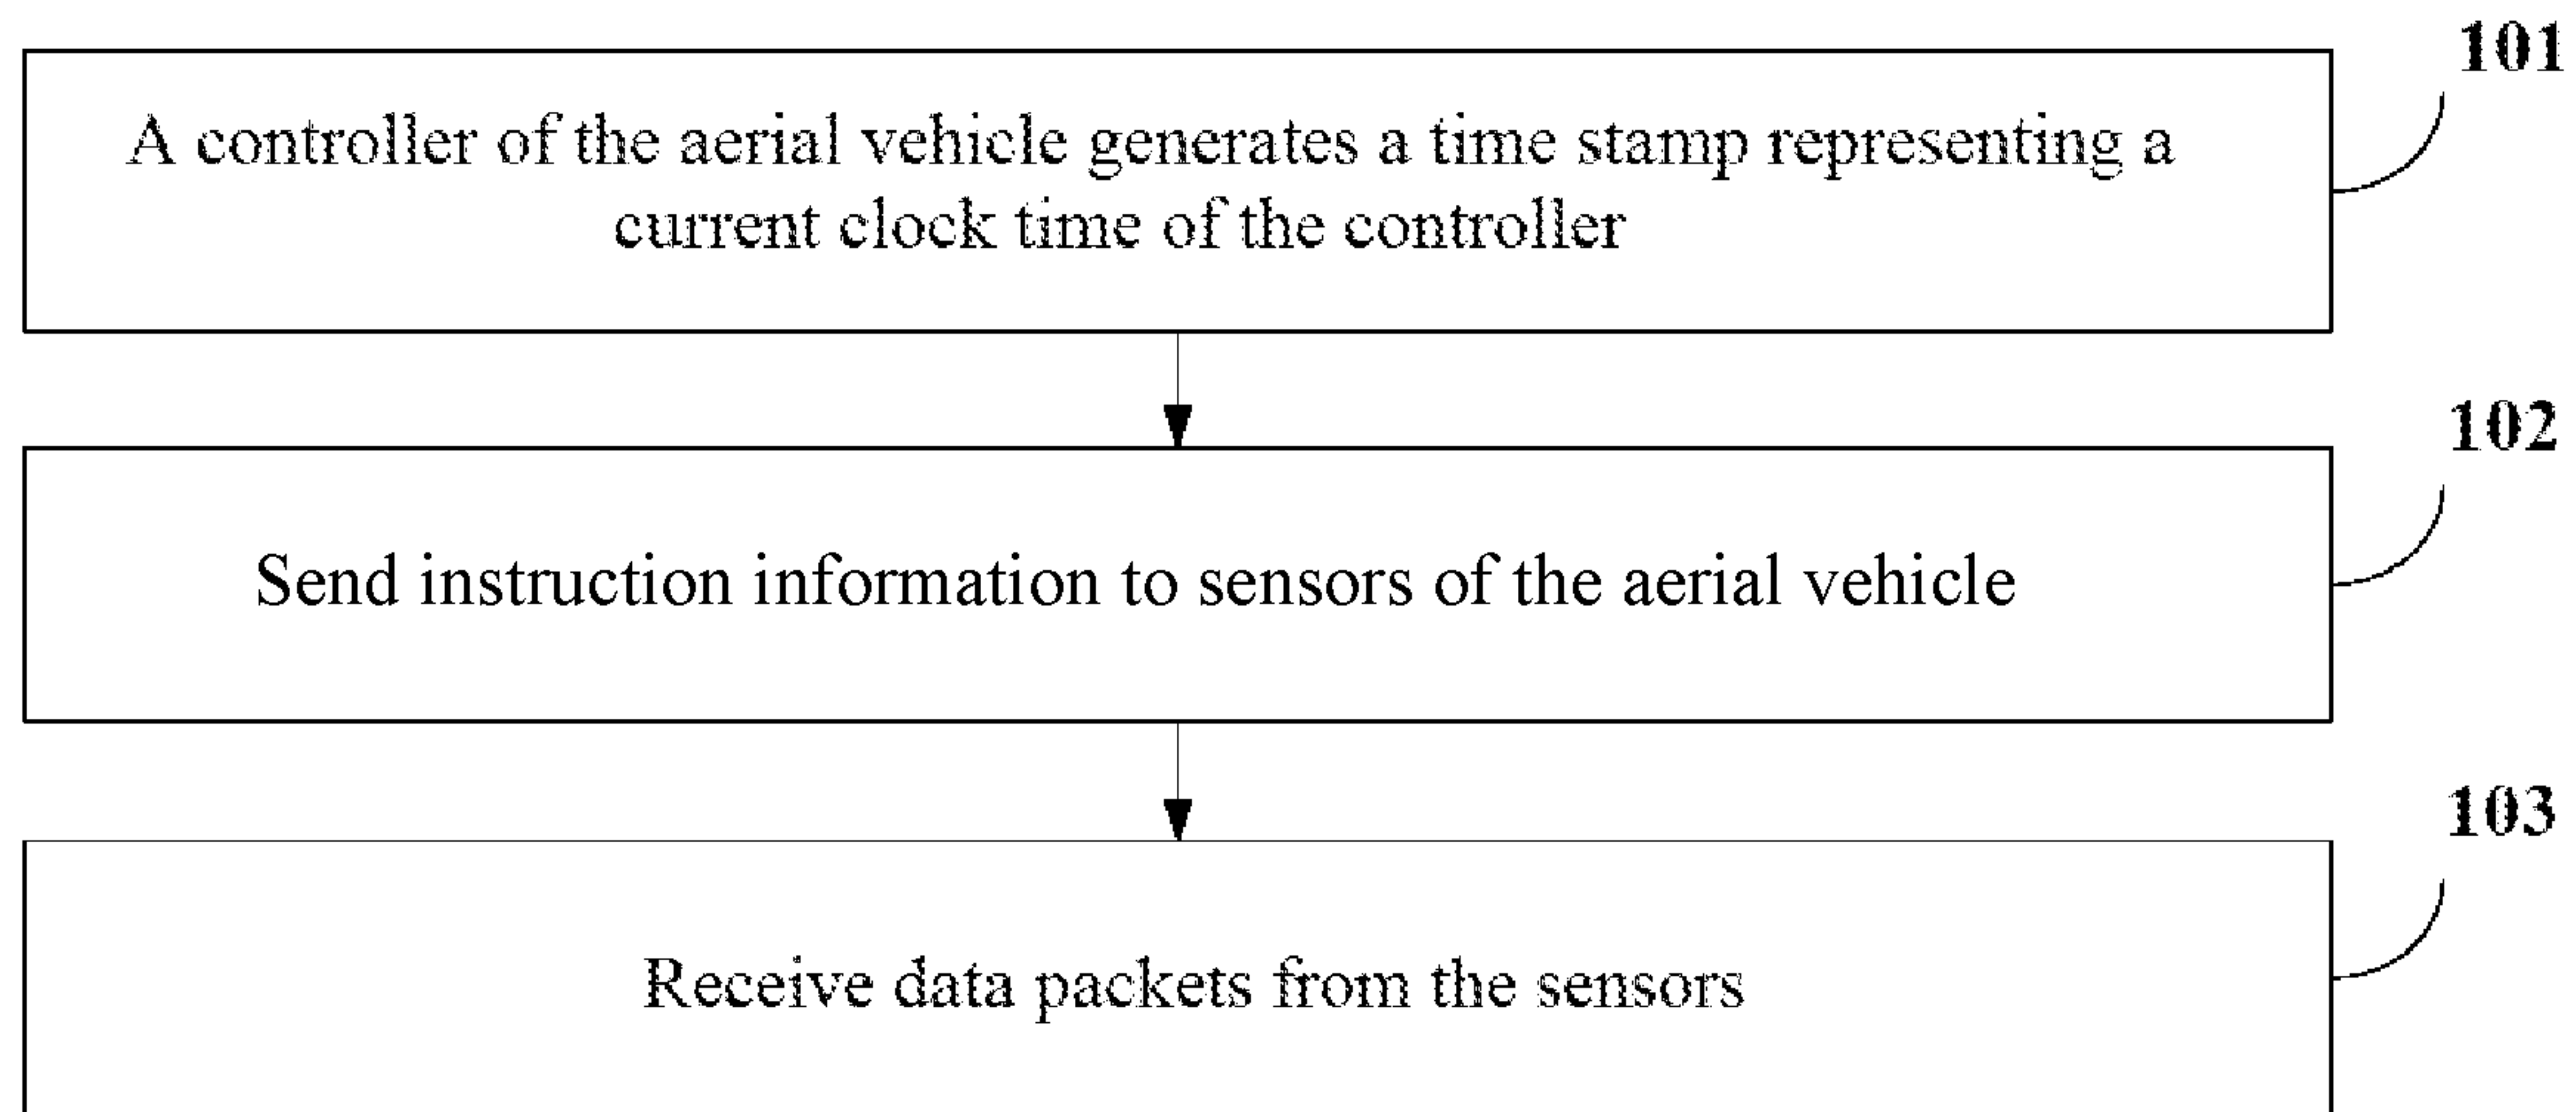 101
A controller of the aerial vehicle generates a time stamp representing a
current clock time of the controller
102
Send instruction information to sensors of the aerial vehicle
103
Receive data packets from the sensors